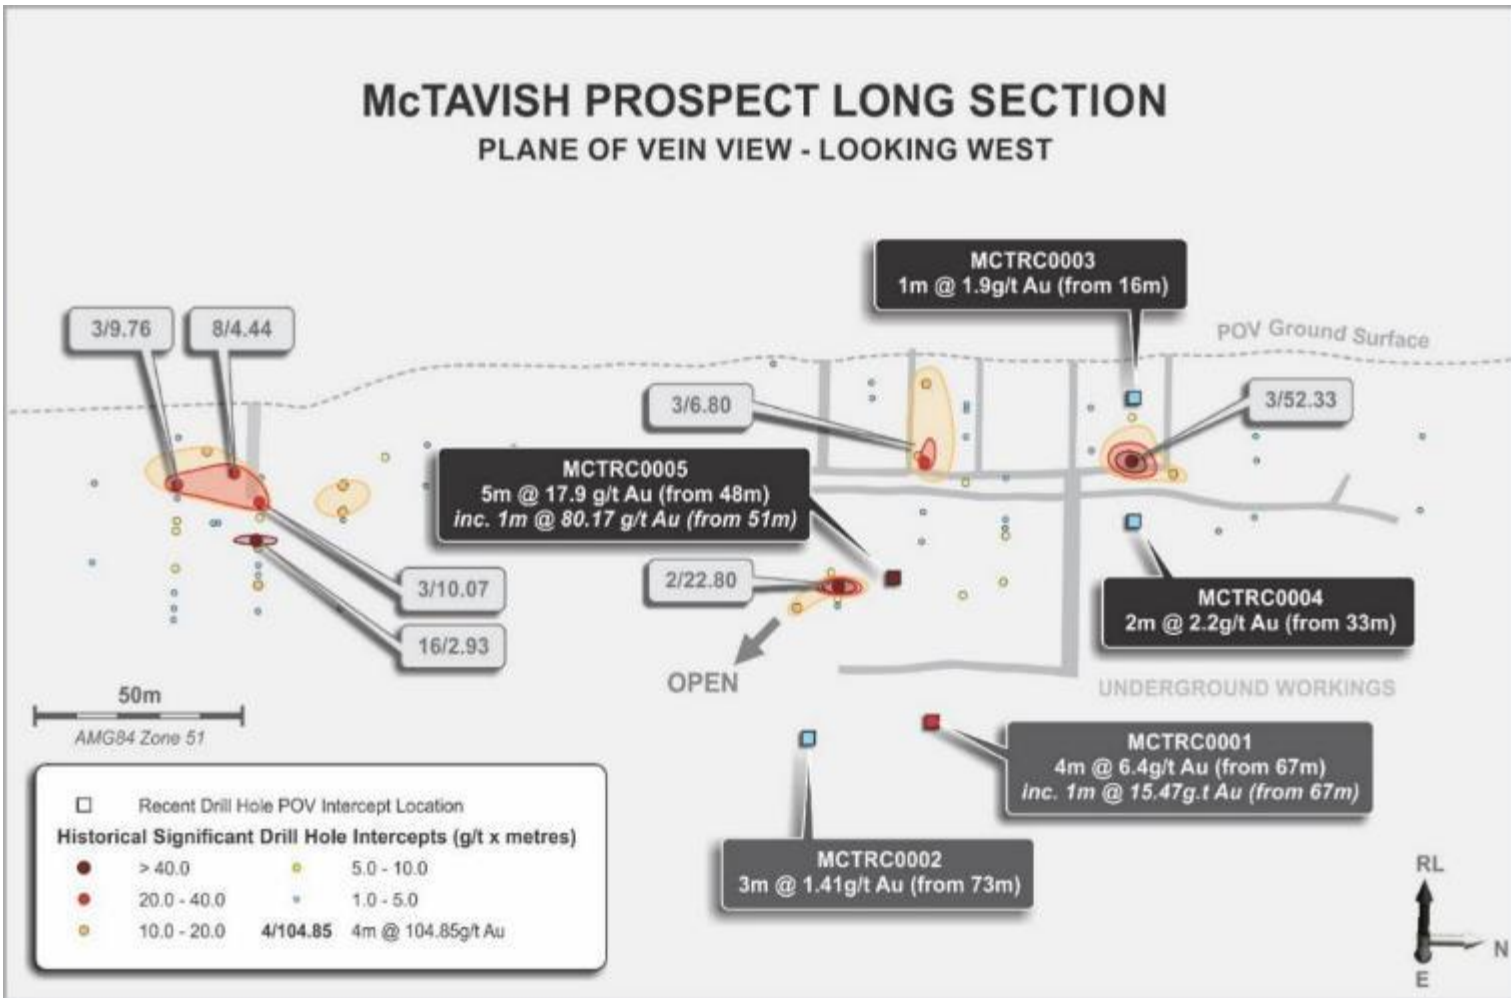 McTAVISH PROSPECT LONG SECTION
PLANE OF VEIN VIEW - LOOKING WEST
MCTRC0003
1m @ 1.9g/t Au (from 16m)
POV Ground Surface
3/9.76
8/4.44
3/6.80
3/52.33
MCTRC0005
5m @ 17.9 g/t Au (from 48m)
inc. 1m @ 80.17 g/t Au (from 51m)
2/22.80
3/10.07
16/2.93
MCTRC0004
2m @ 2.2g/t Au (from 33m)
OPEN
UNDERGROUND WORKINGS
50m
AMG84 Zone 51
MCTRC0001
4m @ 6.4g/t Au (from 67m)
inc. 1m @ 15.47g.t Au (from 67m)
MCTRC0002
3m @ 1.41g/t Au (from 73m)
Recent Drill Hole POV Intercept Location
Historical Significant Drill Hole Intercepts (g/t x metres)
> 40.0 5.0 - 10.0
20.0 - 40.0 1.0 - 5.0
10.0 - 20.0 4/104.85 4m @ 104.85g/t Au
RL
N
E